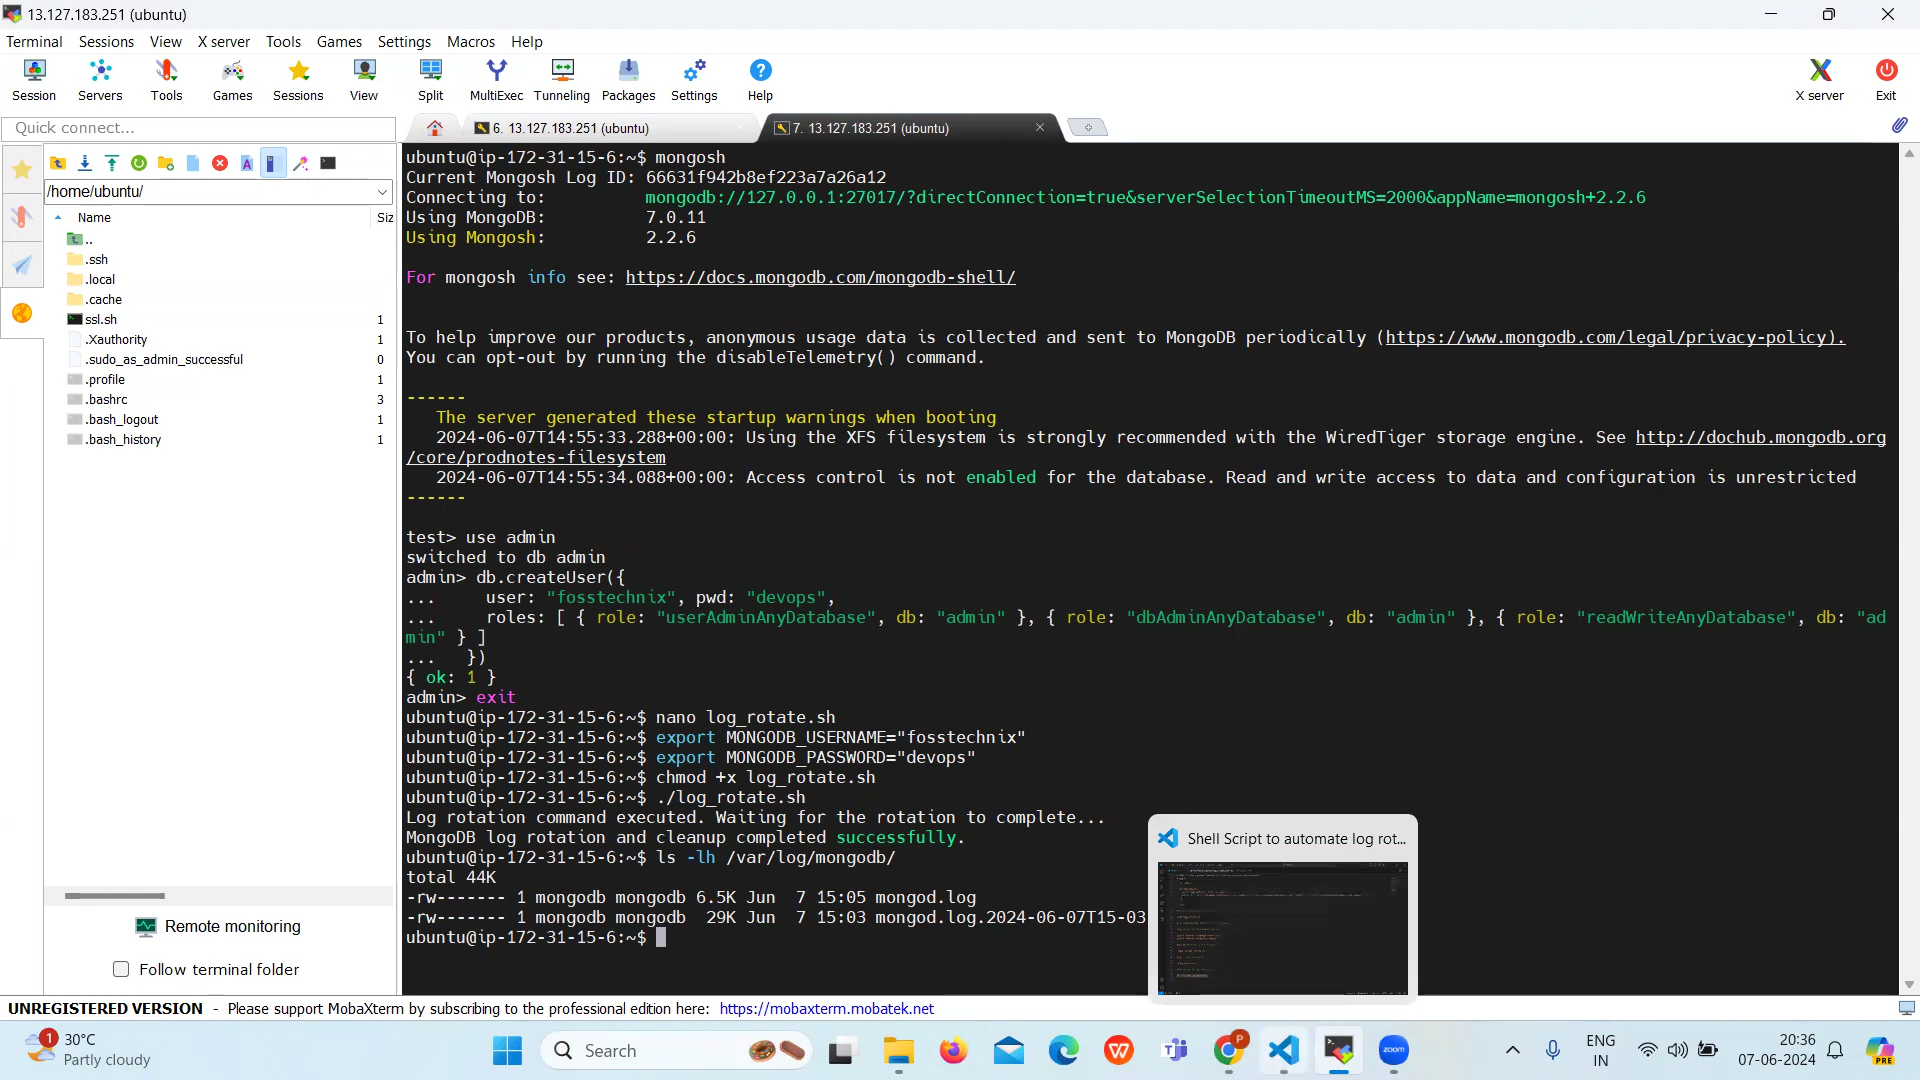 13.127.183.251 (ubuntu)
Terminal Sessions View X server Tools Games Settings Macros Help
Session Servers Tools Games Sessions View Split MultiExec Tunneling Packages Settings Help X server Exit
Quick connect...
6. 13.127.183.251 (ubuntu)
7. 13.127.183.251 (ubuntu)
/home/ubuntu/
Name Siz
..
.ssh
.local
.cache
ssl.sh 1
.Xauthority 1
.sudo_as_admin_successful 0
.profile 1
.bashrc 3
.bash_logout 1
.bash_history 1
Remote monitoring
Follow terminal folder
ubuntu@ip-172-31-15-6:~$ mongosh
Current Mongosh Log ID: 66631f942b8ef223a7a26a12
Connecting to: mongodb://127.0.0.1:27017/?directConnection=true&serverSelectionTimeoutMS=2000&appName=mongosh+2.2.6
Using MongoDB: 7.0.11
Using Mongosh: 2.2.6
For mongosh info see: https://docs.mongodb.com/mongodb-shell/
To help improve our products, anonymous usage data is collected and sent to MongoDB periodically (https://www.mongodb.com/legal/privacy-policy).
You can opt-out by running the disableTelemetry() command.
------
The server generated these startup warnings when booting
2024-06-07T14:55:33.288+00:00: Using the XFS filesystem is strongly recommended with the WiredTiger storage engine. See http://dochub.mongodb.org
/core/prodnotes-filesystem
2024-06-07T14:55:34.088+00:00: Access control is not enabled for the database. Read and write access to data and configuration is unrestricted
------
test> use admin
switched to db admin
admin> db.createUser({
... user: "fosstechnix", pwd: "devops",
... roles: [ { role: "userAdminAnyDatabase", db: "admin" }, { role: "dbAdminAnyDatabase", db: "admin" }, { role: "readWriteAnyDatabase", db: "ad
min" } ]
... })
{ ok: 1 }
admin> exit
ubuntu@ip-172-31-15-6:~$ nano log_rotate.sh
ubuntu@ip-172-31-15-6:~$ export MONGODB_USERNAME="fosstechnix"
ubuntu@ip-172-31-15-6:~$ export MONGODB_PASSWORD="devops"
ubuntu@ip-172-31-15-6:~$ chmod +x log_rotate.sh
ubuntu@ip-172-31-15-6:~$ ./log_rotate.sh
Log rotation command executed. Waiting for the rotation to complete...
MongoDB log rotation and cleanup completed successfully.
ubuntu@ip-172-31-15-6:~$ ls -lh /var/log/mongodb/
total 44K
-rw------- 1 mongodb mongodb 6.5K Jun 7 15:05 mongod.log
-rw------- 1 mongodb mongodb 29K Jun 7 15:03 mongod.log.2024-06-07T15-03
ubuntu@ip-172-31-15-6:~$
Shell Script to automate log rot...
UNREGISTERED VERSION - Please support MobaXterm by subscribing to the professional edition here: https://mobaxterm.mobatek.net
1
30°C
Partly cloudy
Search
P
zoom
PRE
ENG
IN
20:36
07-06-2024